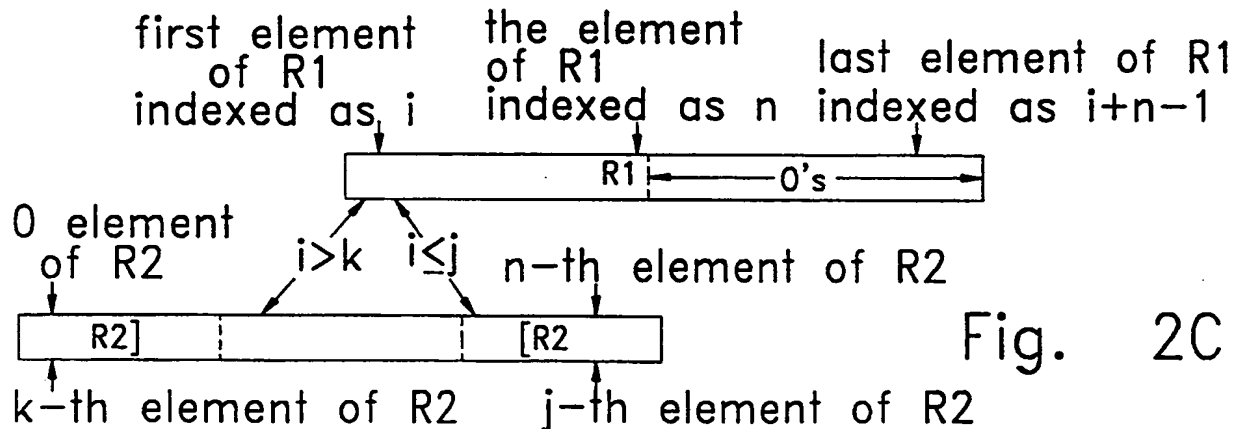 first element
of R1
indexed as i
the element
of R1
indexed as n
last element of R1
indexed as i+n-1
R1
0's
0 element
of R2
i>k
i≤j
n-th element of R2
R2]
[R2
Fig. 2C
k-th element of R2
j-th element of R2